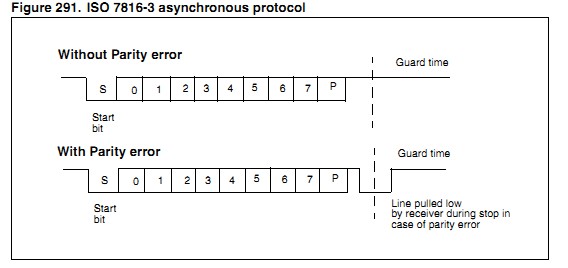 Figure 291. ISO 7816-3 asynchronous protocol
Without Parity error
Guard time
S 0 1 2 3 4 5 6 7 P
Start
bit
With Parity error
Guard time
S 0 1 2 3 4 5 6 7 P
Start
bit
Line pulled low
by receiver during stop in
case of parity error